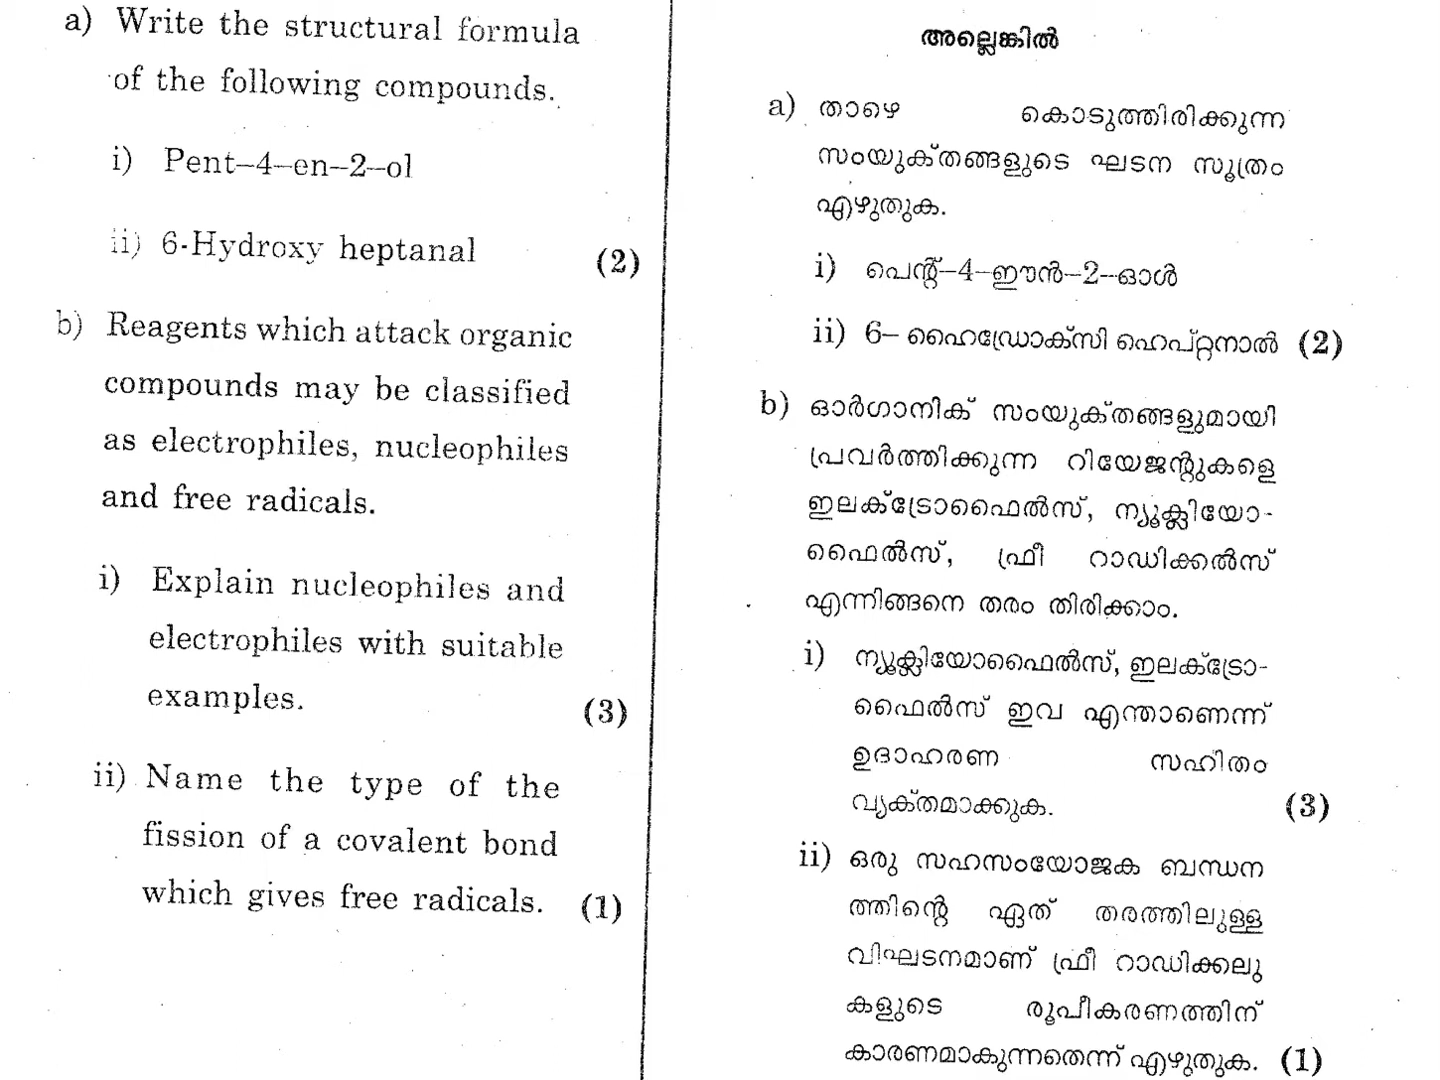 a) Write the structural formula
of the following compounds.
i) Pent–4–en–2–ol
ii) 6-Hydroxy heptanal (2)
b) Reagents which attack organic
compounds may be classified
as electrophiles, nucleophiles
and free radicals.
i) Explain nucleophiles and
electrophiles with suitable
examples. (3)
ii) Name the type of the
fission of a covalent bond
which gives free radicals. (1)
അല്ലെങ്കിൽ
a) താഴെ കൊടുത്തിരിക്കുന്ന
സംയുക്തങ്ങളുടെ ഘടന സൂത്രം
എഴുതുക.
i) പെന്റ്–4–ഈൻ–2–ഓൾ
ii) 6– ഹൈഡ്രോക്സി ഹെപ്റ്റനാൽ (2)
b) ഓർഗാനിക് സംയുക്തങ്ങളുമായി
പ്രവർത്തിക്കുന്ന റിയേജന്റുകളെ
ഇലക്ട്രോഫൈൽസ്, ന്യൂക്ലിയോ-
ഫൈൽസ്, ഫ്രീ റാഡിക്കൽസ്
എന്നിങ്ങനെ തരം തിരിക്കാം.
i) ന്യൂക്ലിയോഫൈൽസ്, ഇലക്ട്രോ-
ഫൈൽസ് ഇവ എന്താണെന്ന്
ഉദാഹരണ സഹിതം
വ്യക്തമാക്കുക. (3)
ii) ഒരു സഹസംയോജക ബന്ധന
ത്തിന്റെ ഏത് തരത്തിലുള്ള
വിഘടനമാണ് ഫ്രീ റാഡിക്കലു
കളുടെ രൂപീകരണത്തിന്
കാരണമാകുന്നതെന്ന് എഴുതുക. (1)